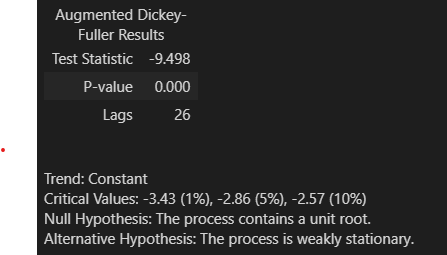 Augmented Dickey-
Fuller Results
Test Statistic -9.498
P-value 0.000
Lags 26
Trend: Constant
Critical Values: -3.43 (1%), -2.86 (5%), -2.57 (10%)
Null Hypothesis: The process contains a unit root.
Alternative Hypothesis: The process is weakly stationary.